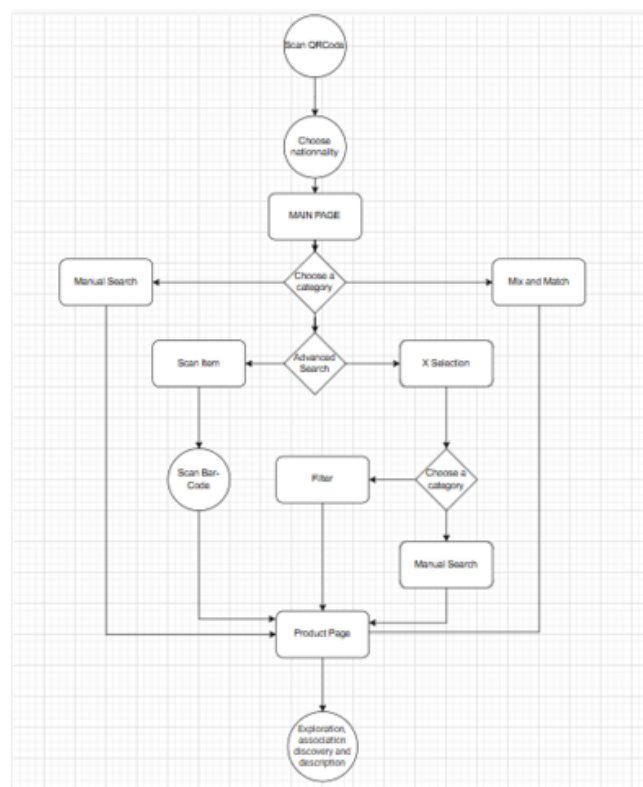 Scan QRCode
Choose
nationnality
MAIN PAGE
Manual Search
Choose a
category
Mix and Match
Scan Item
Advanced
Search
X Selection
Scan Bar-
Code
Filter
Choose a
category
Manual Search
Product Page
Exploration,
association
discovery and
description